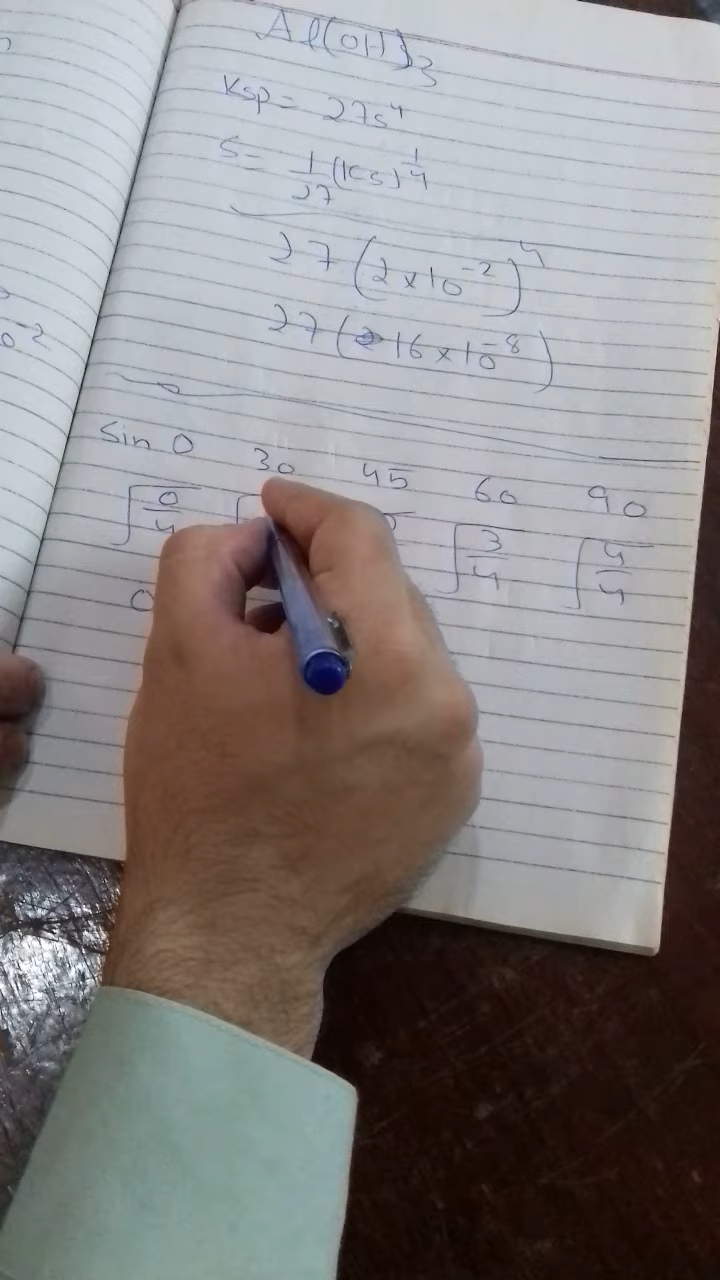 Al(OH)3
Ksp = 27s⁴
S = 1/27 (Ks)^1/4
27 (2×10⁻²)⁴
27 (16×10⁻⁸)
Sin 0 30 45 60 90
√0/4 √3/4 √4/4
0